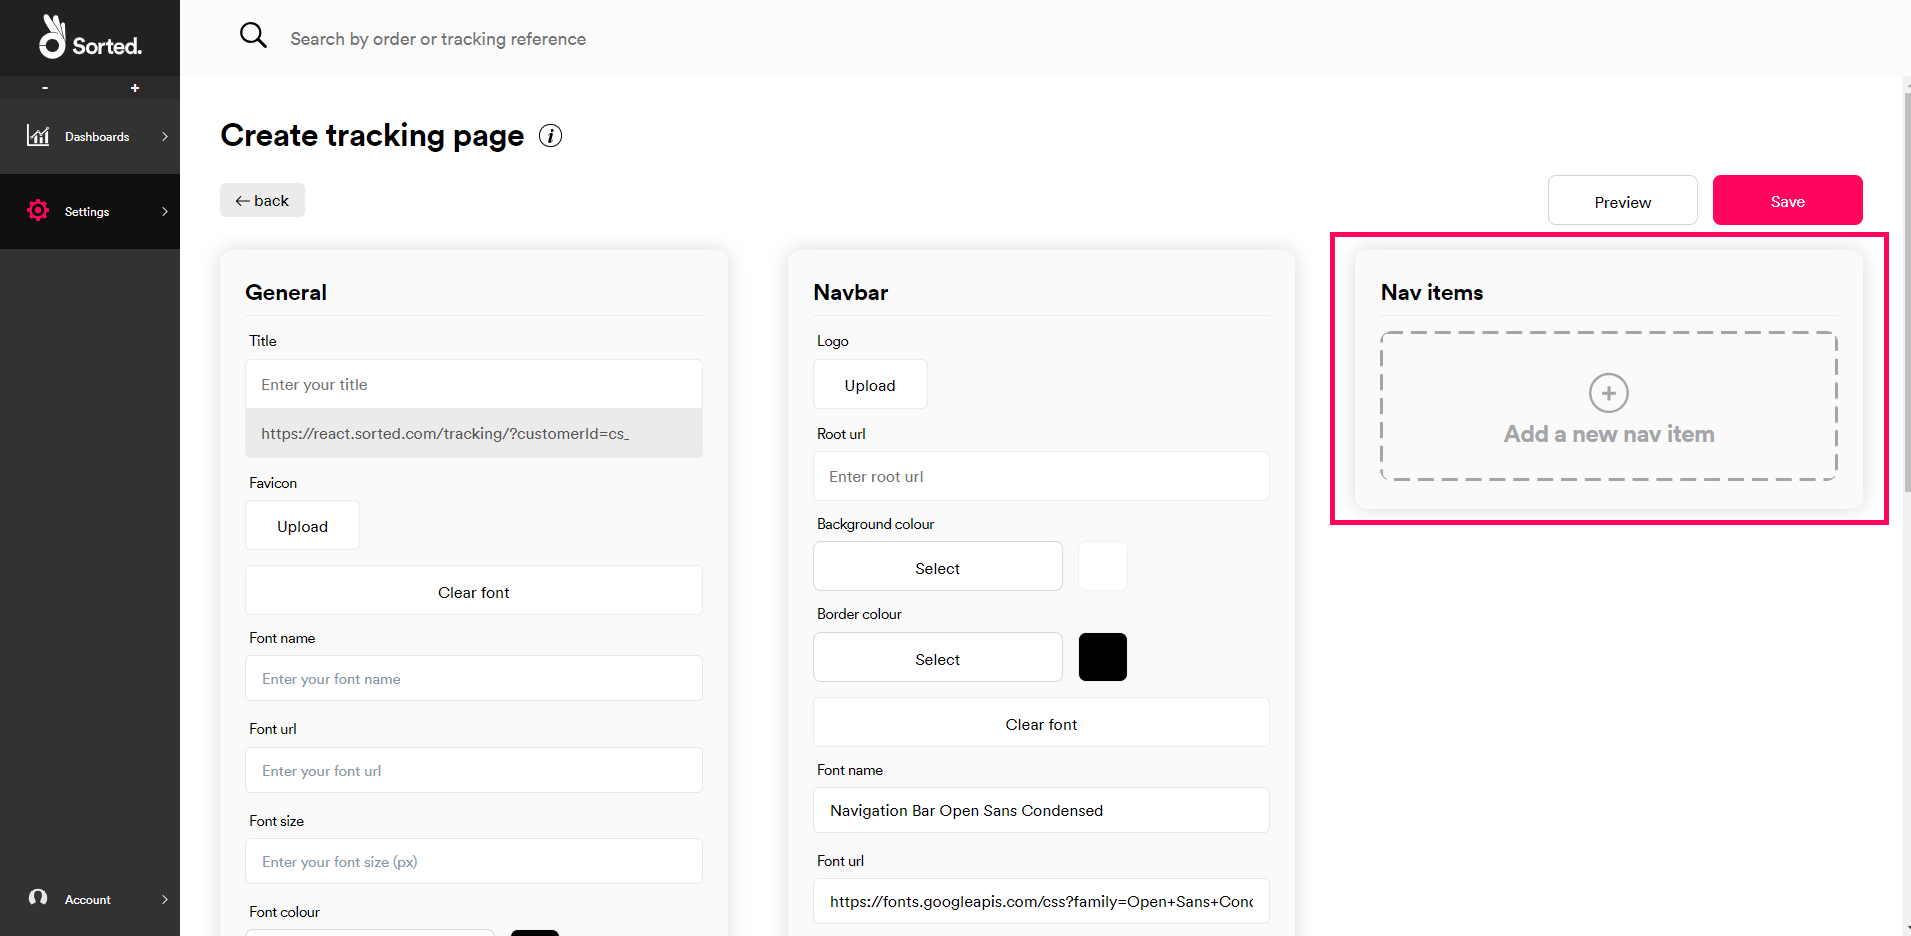 Sorted.
Search by order or tracking reference
- +
Dashboards
Settings
Account
Create tracking page i
← back
Preview
Save
General
Title
Enter your title
https://react.sorted.com/tracking/?customerId=cs_
Favicon
Upload
Clear font
Font name
Enter your font name
Font url
Enter your font url
Font size
Enter your font size (px)
Font colour
Navbar
Logo
Upload
Root url
Enter root url
Background colour
Select
Border colour
Select
Clear font
Font name
Navigation Bar Open Sans Condensed
Font url
https://fonts.googleapis.com/css?family=Open+Sans+Cond
Nav items
+
Add a new nav item